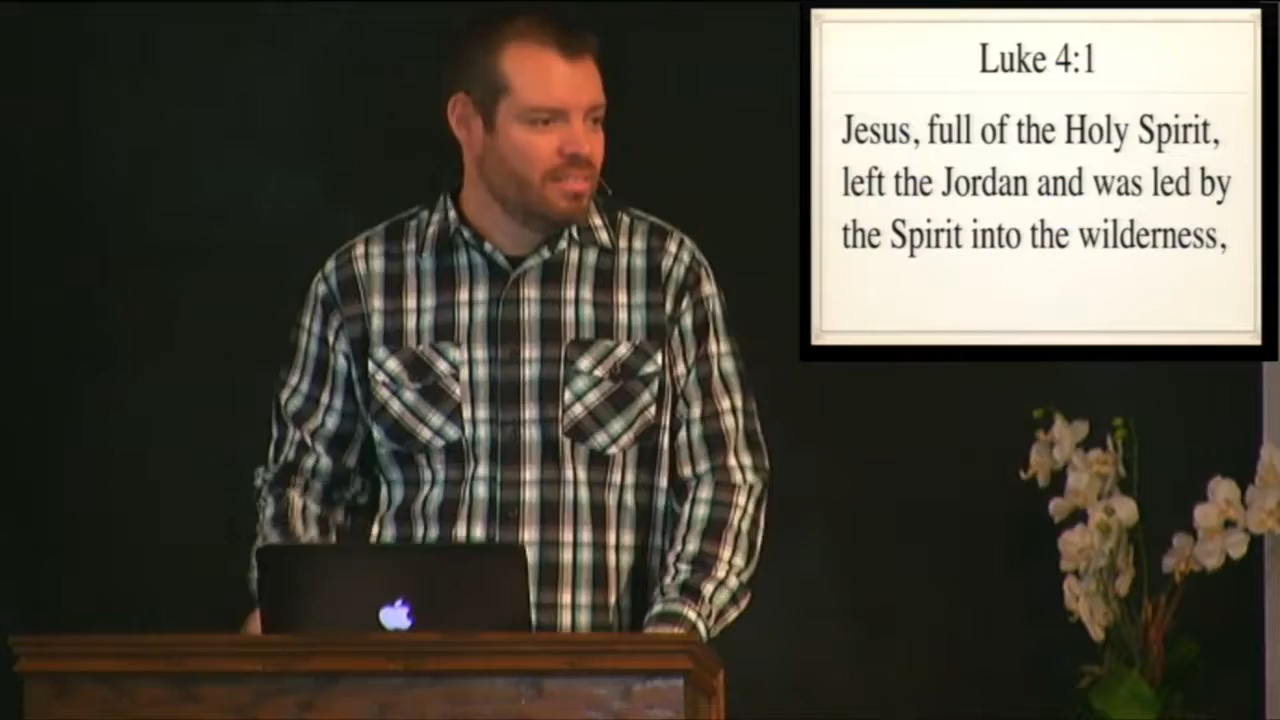 Luke 4:1
Jesus, full of the Holy Spirit,
left the Jordan and was led by
the Spirit into the wilderness,